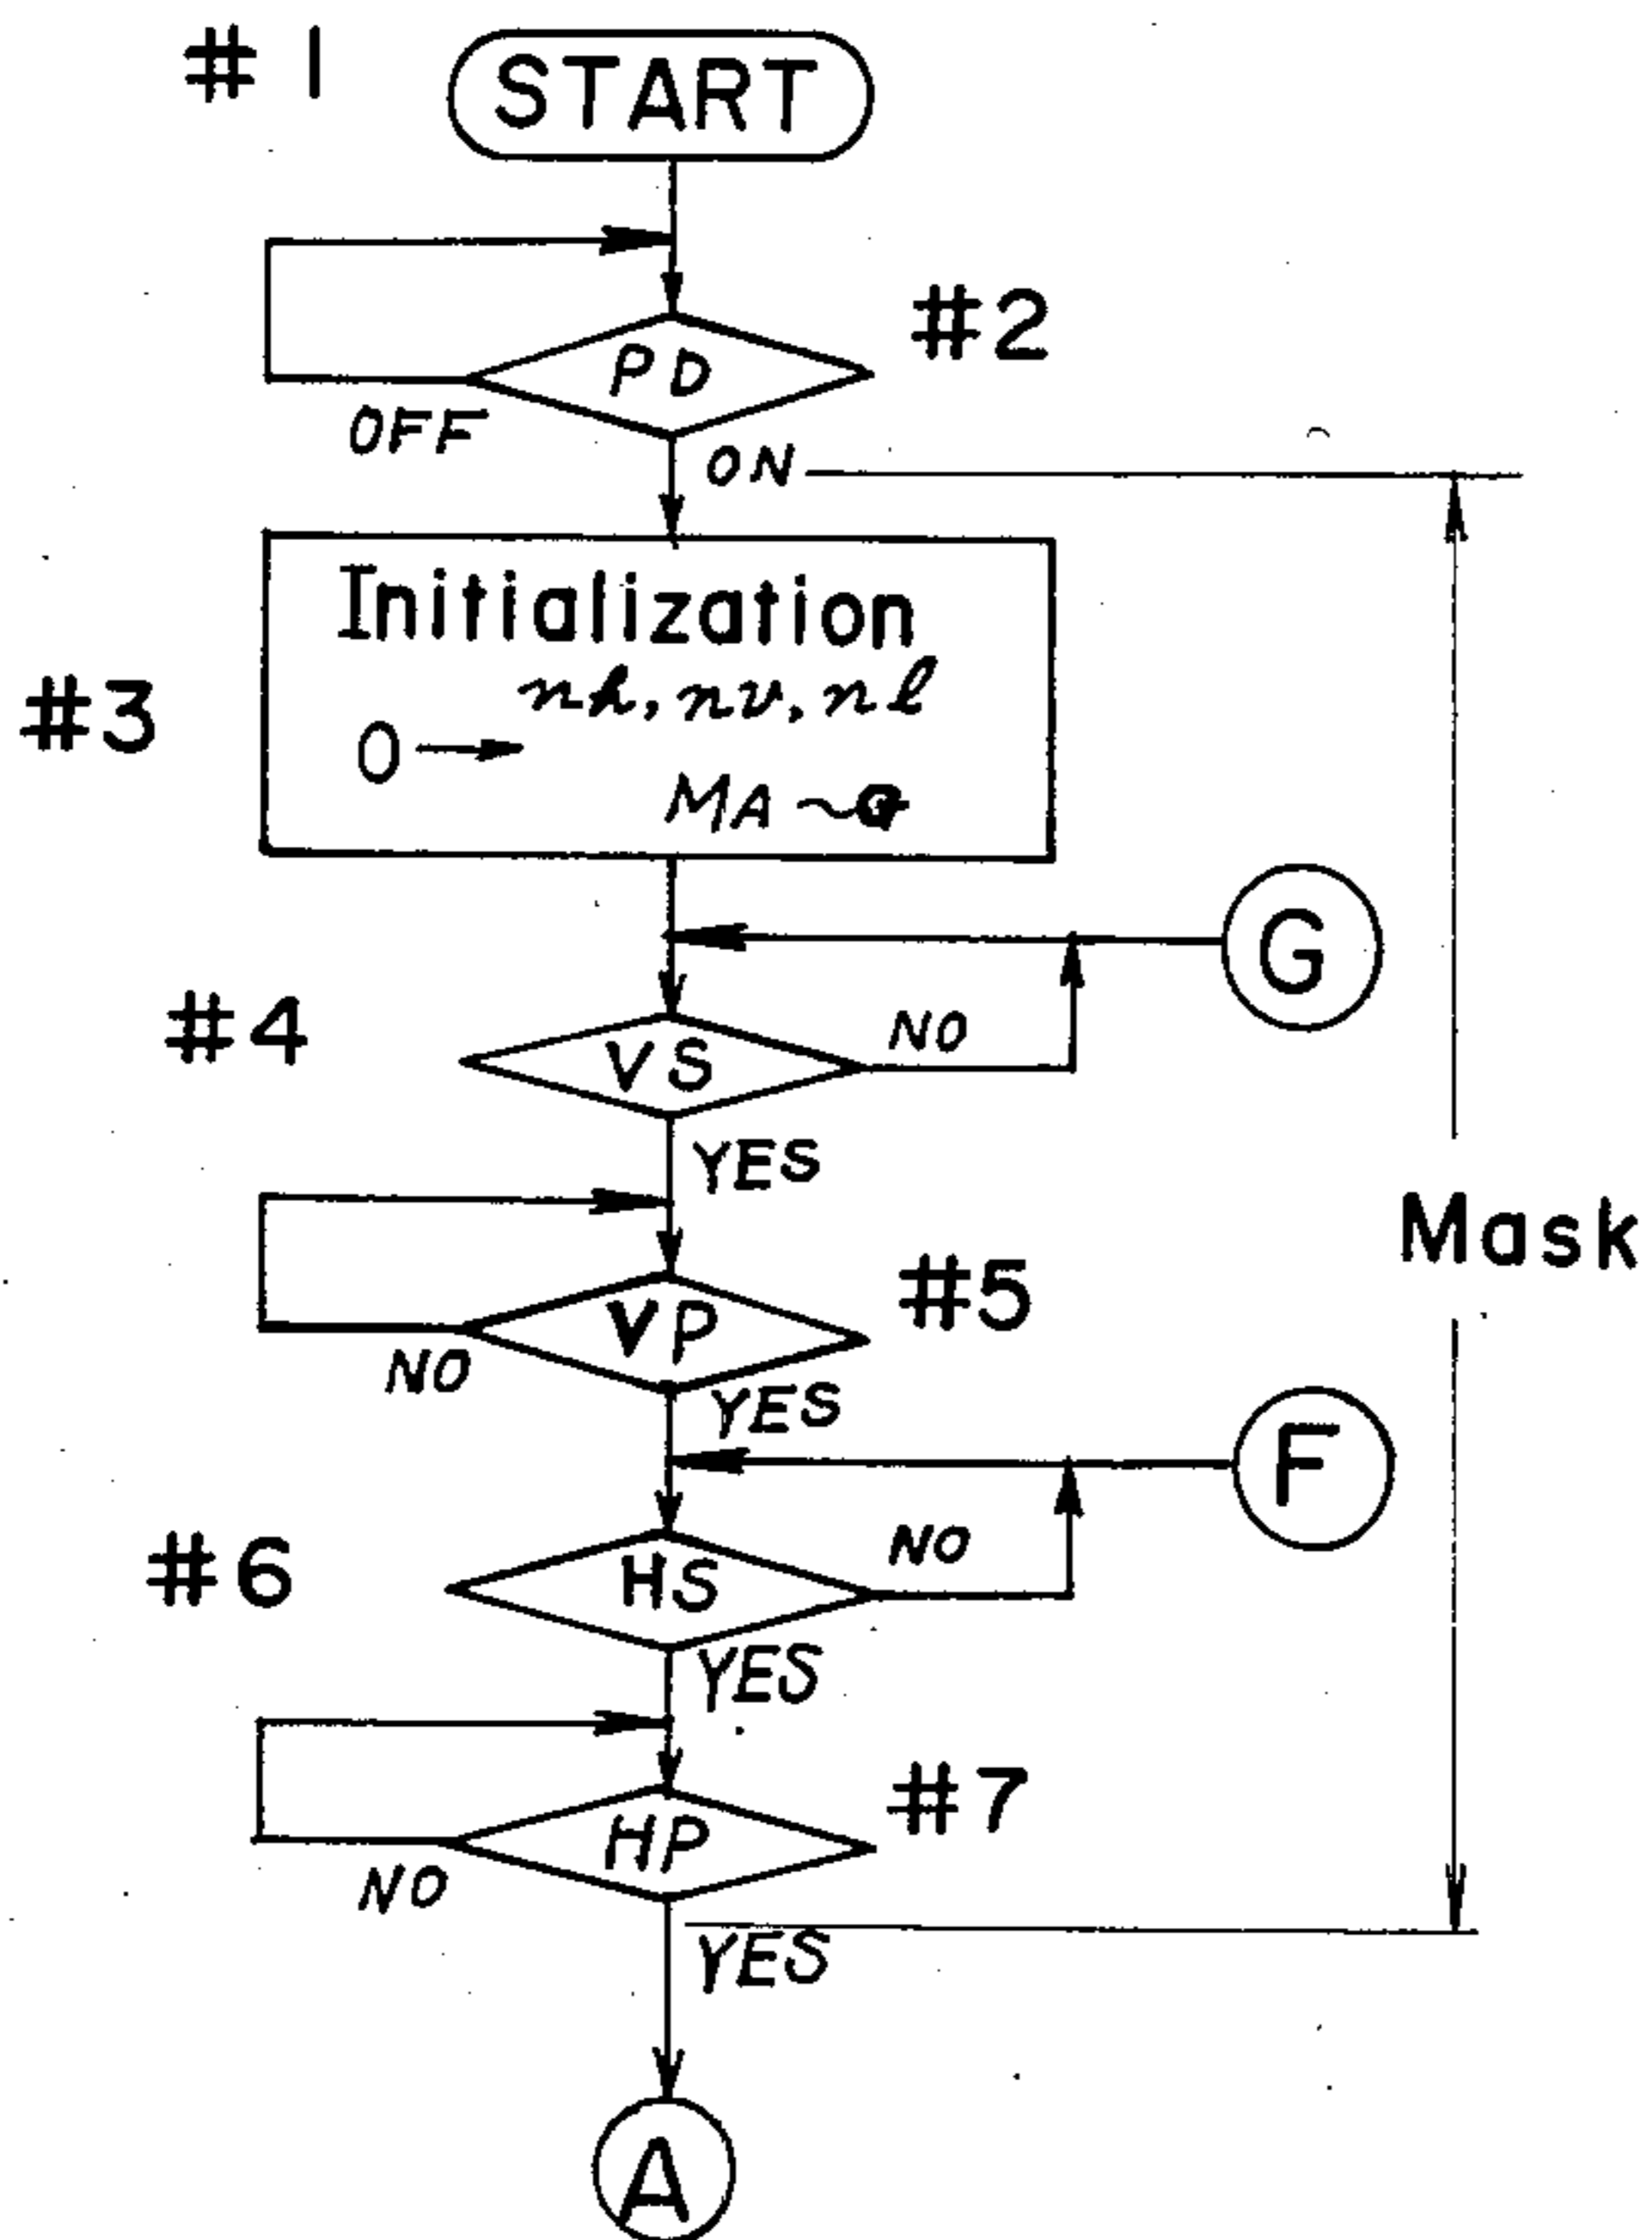 #1 START
#2
PD
OFF
ON
Initialization
nh, nv, nl
#3
0 →
MA ~
G
#4
VS
NO
YES
Mask
#5
VP
NO
YES
F
#6
HS
NO
YES
#7
HP
NO
YES
A